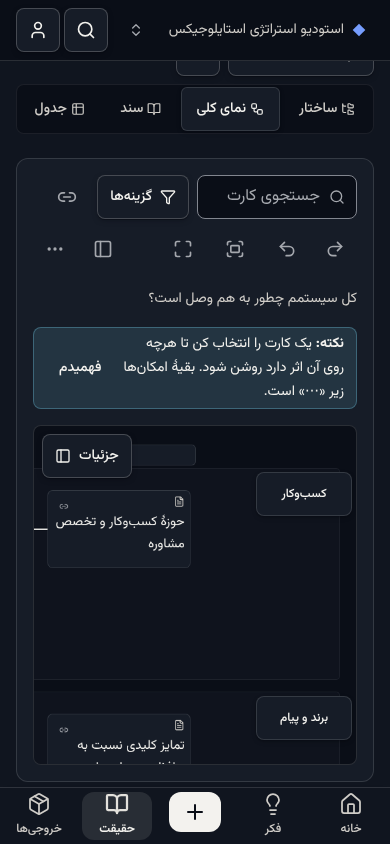 استودیو استراتژی استایلوجیکس
ساختار
نمای کلی
سند
جدول
جستجوی کارت
گزینه‌ها
کل سیستمم چطور به هم وصل است؟
نکته: یک کارت را انتخاب کن تا هرچه
روی آن اثر دارد روشن شود. بقیهٔ امکان‌ها
زیر «···» است.
فهمیدم
جزئیات
کسب‌وکار
حوزهٔ کسب‌وکار و تخصص
مشاوره
برند و پیام
تمایز کلیدی نسبت به
خانه
فکر
حقیقت
خروجی‌ها